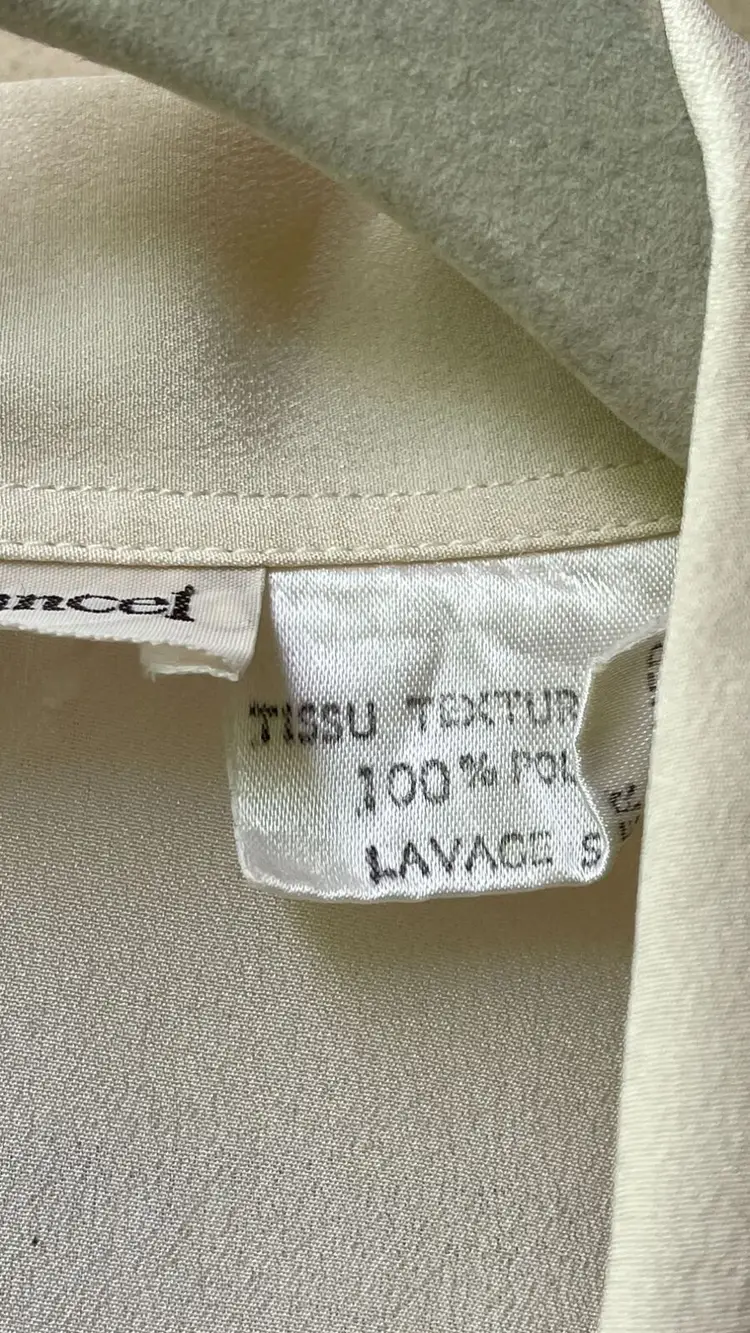 ancel
TISSU TEXTUR
100% POL
LAVAGE S